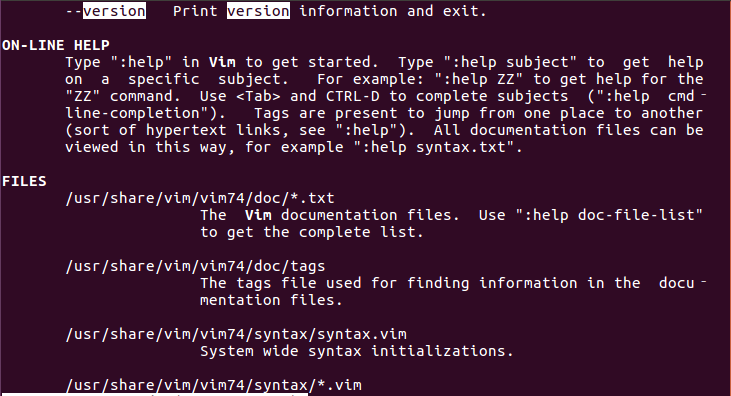 --version   Print version information and exit.
ON-LINE HELP
Type ":help" in Vim to get started.  Type ":help subject" to  get  help
on  a  specific  subject.   For example: ":help ZZ" to get help for the
"ZZ" command.  Use <Tab> and CTRL-D to complete subjects  (":help  cmd‐
line-completion").   Tags are present to jump from one place to another
(sort of hypertext links, see ":help").  All documentation files can be
viewed in this way, for example ":help syntax.txt".
FILES
/usr/share/vim/vim74/doc/*.txt
The  Vim documentation files.  Use ":help doc-file-list"
to get the complete list.
/usr/share/vim/vim74/doc/tags
The tags file used for finding information in the  docu‐
mentation files.
/usr/share/vim/vim74/syntax/syntax.vim
System wide syntax initializations.
/usr/share/vim/vim74/syntax/*.vim